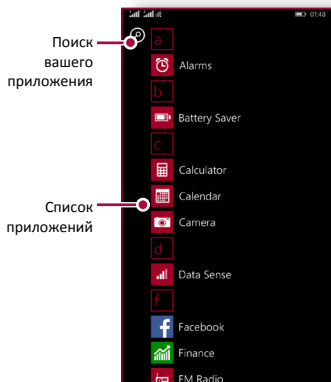 01:48
Поиск
вашего
приложения
a
Alarms
b
Battery Saver
c
Calculator
Calendar
Список
приложений
Camera
d
Data Sense
f
Facebook
Finance
FM Radio